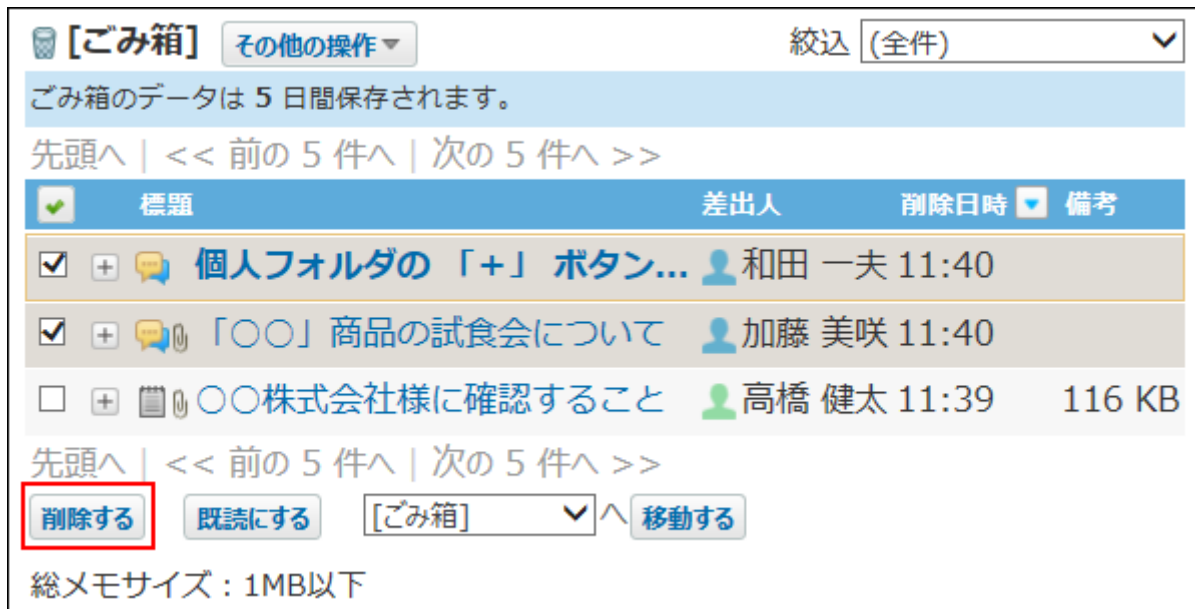 [ごみ箱] その他の操作 絞込 (全件)
ごみ箱のデータは 5 日間保存されます。
先頭へ | << 前の 5 件へ | 次の 5 件へ >>
標題 差出人 削除日時 備考
個人フォルダの 「+」 ボタン... 和田 一夫 11:40
「○○」商品の試食会について 加藤 美咲 11:40
○○株式会社様に確認すること 高橋 健太 11:39 116 KB
先頭へ | << 前の 5 件へ | 次の 5 件へ >>
削除する 既読にする [ごみ箱] へ 移動する
総メモサイズ : 1MB以下